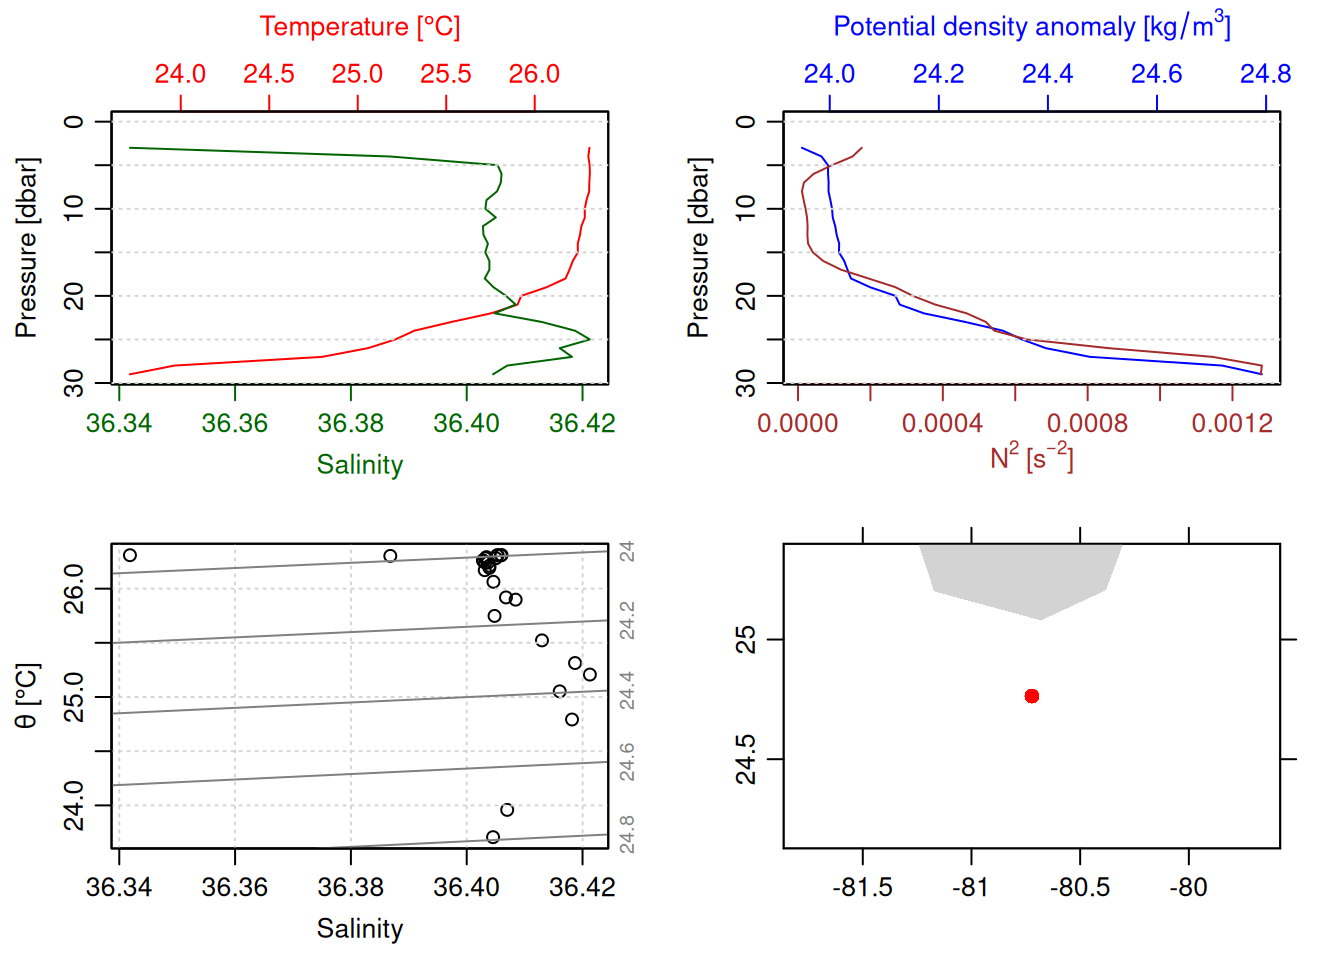 Temperature [°C]
24.0 24.5 25.0 25.5 26.0
Pressure [dbar]
0
10
20
30
36.34 36.36 36.38 36.40 36.42
Salinity
Potential density anomaly [kg/m³]
24.0 24.2 24.4 24.6 24.8
Pressure [dbar]
0
10
20
30
0.0000 0.0004 0.0008 0.0012
N² [s⁻²]
θ [°C]
26.0
25.0
24.0
24
24.2
24.4
24.6
24.8
36.34 36.36 36.38 36.40 36.42
Salinity
25
24.5
-81.5 -81 -80.5 -80